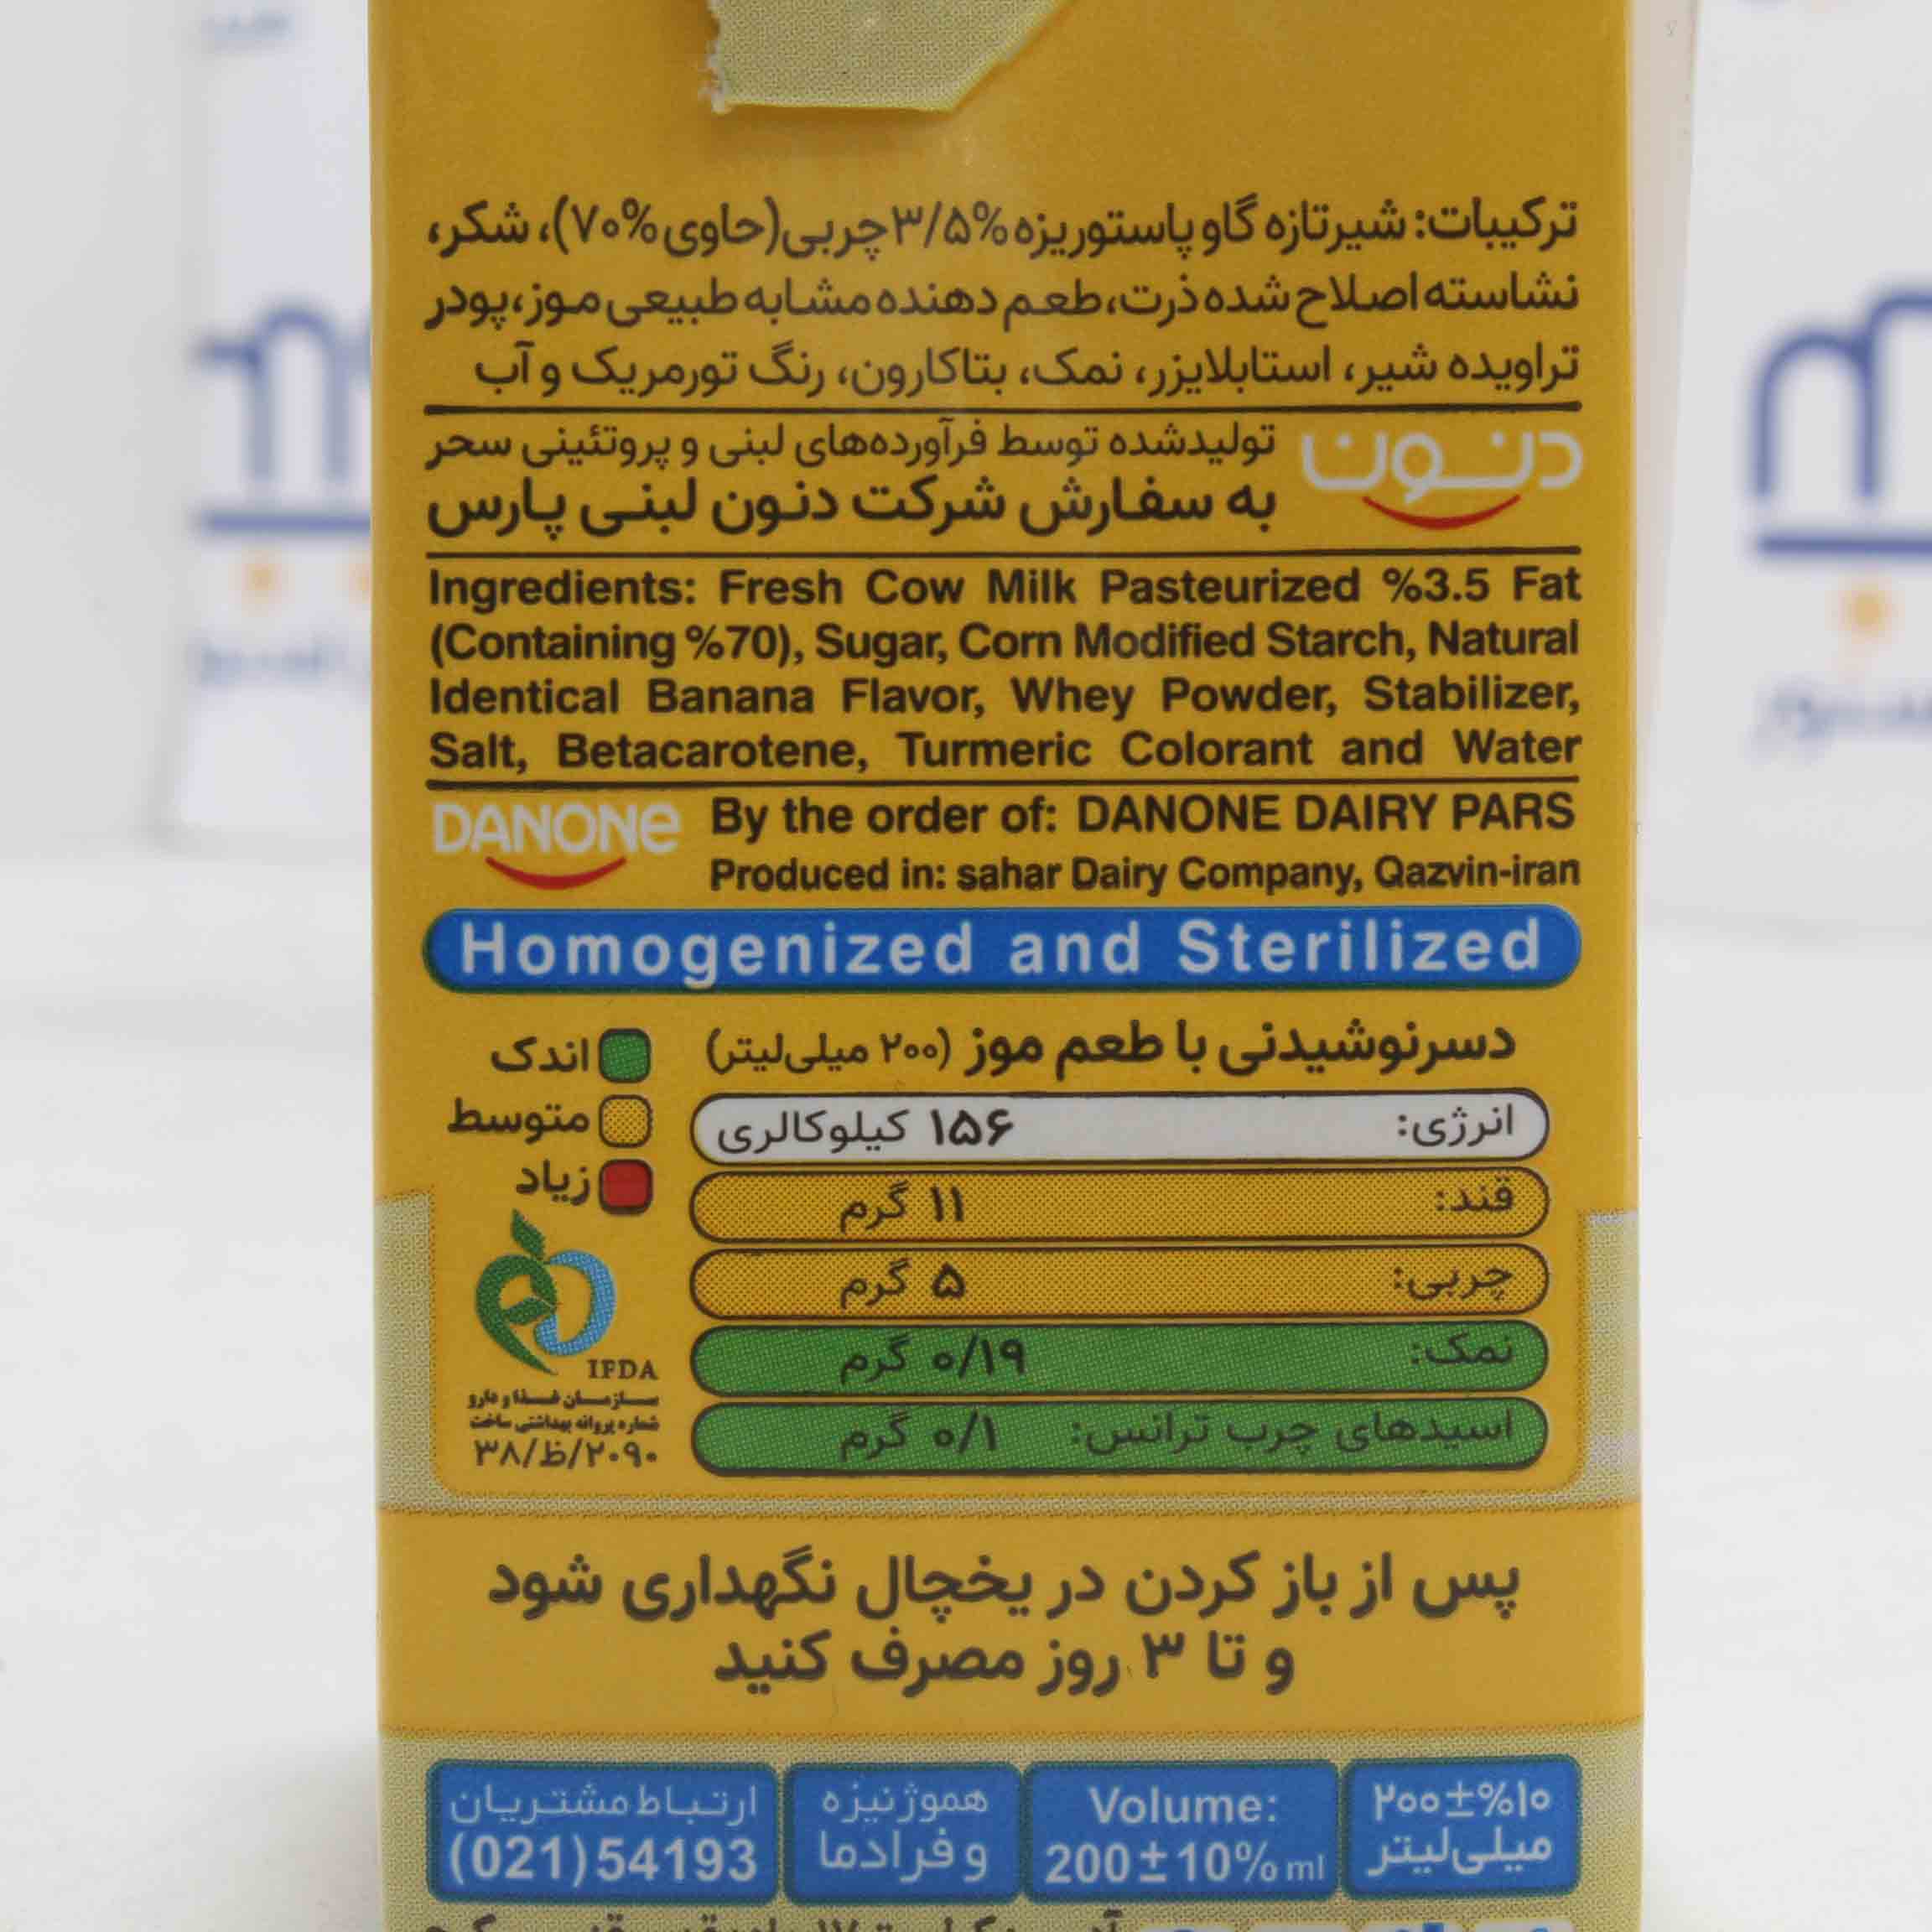 ترکیبات: شیرتازه گاو پاستوریزه ۳/۵% چربی(حاوی ۷۰%)، شکر،
نشاسته اصلاح شده ذرت، طعم دهنده مشابه طبیعی موز، پودر
تراویده شیر، استابلایزر، نمک، بتاکارون، رنگ تورمریک و آب
دنون
تولیدشده توسط فرآورده‌های لبنی و پروتئینی سحر
به سفارش شرکت دنون لبنی پارس
Ingredients: Fresh Cow Milk Pasteurized %3.5 Fat
(Containing %70), Sugar, Corn Modified Starch, Natural
Identical Banana Flavor, Whey Powder, Stabilizer,
Salt, Betacarotene, Turmeric Colorant and Water
DANONE
By the order of: DANONE DAIRY PARS
Produced in: sahar Dairy Company, Qazvin-iran
Homogenized and Sterilized
دسرنوشیدنی با طعم موز (۲۰۰ میلی‌لیتر)
انرژی: ۱۵۶ کیلوکالری
قند: ۱۱ گرم
چربی: ۵ گرم
نمک: ۰/۱۹ گرم
اسیدهای چرب ترانس: ۰/۱ گرم
اندک
متوسط
زیاد
IFDA
سازمان غذا و دارو
شماره پروانه بهداشتی ساخت
۳۸/ظ/۲۰۹۰
پس از باز کردن در یخچال نگهداری شود
و تا ۳ روز مصرف کنید
۲۰۰±%۱۰
میلی‌لیتر
Volume:
200±10% ml
هموژنیزه
و فرادما
ارتباط مشتریان
(021)54193